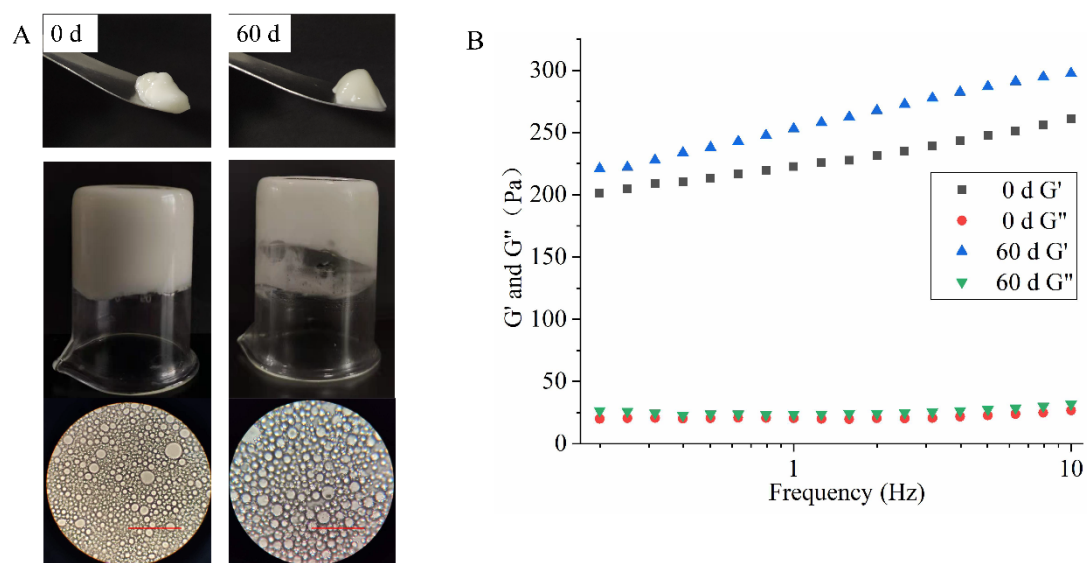 A
0 d
60 d
B
G' and G" (Pa)
300
250
200
150
100
50
0
0 d G'
0 d G"
60 d G'
60 d G"
1
10
Frequency (Hz)